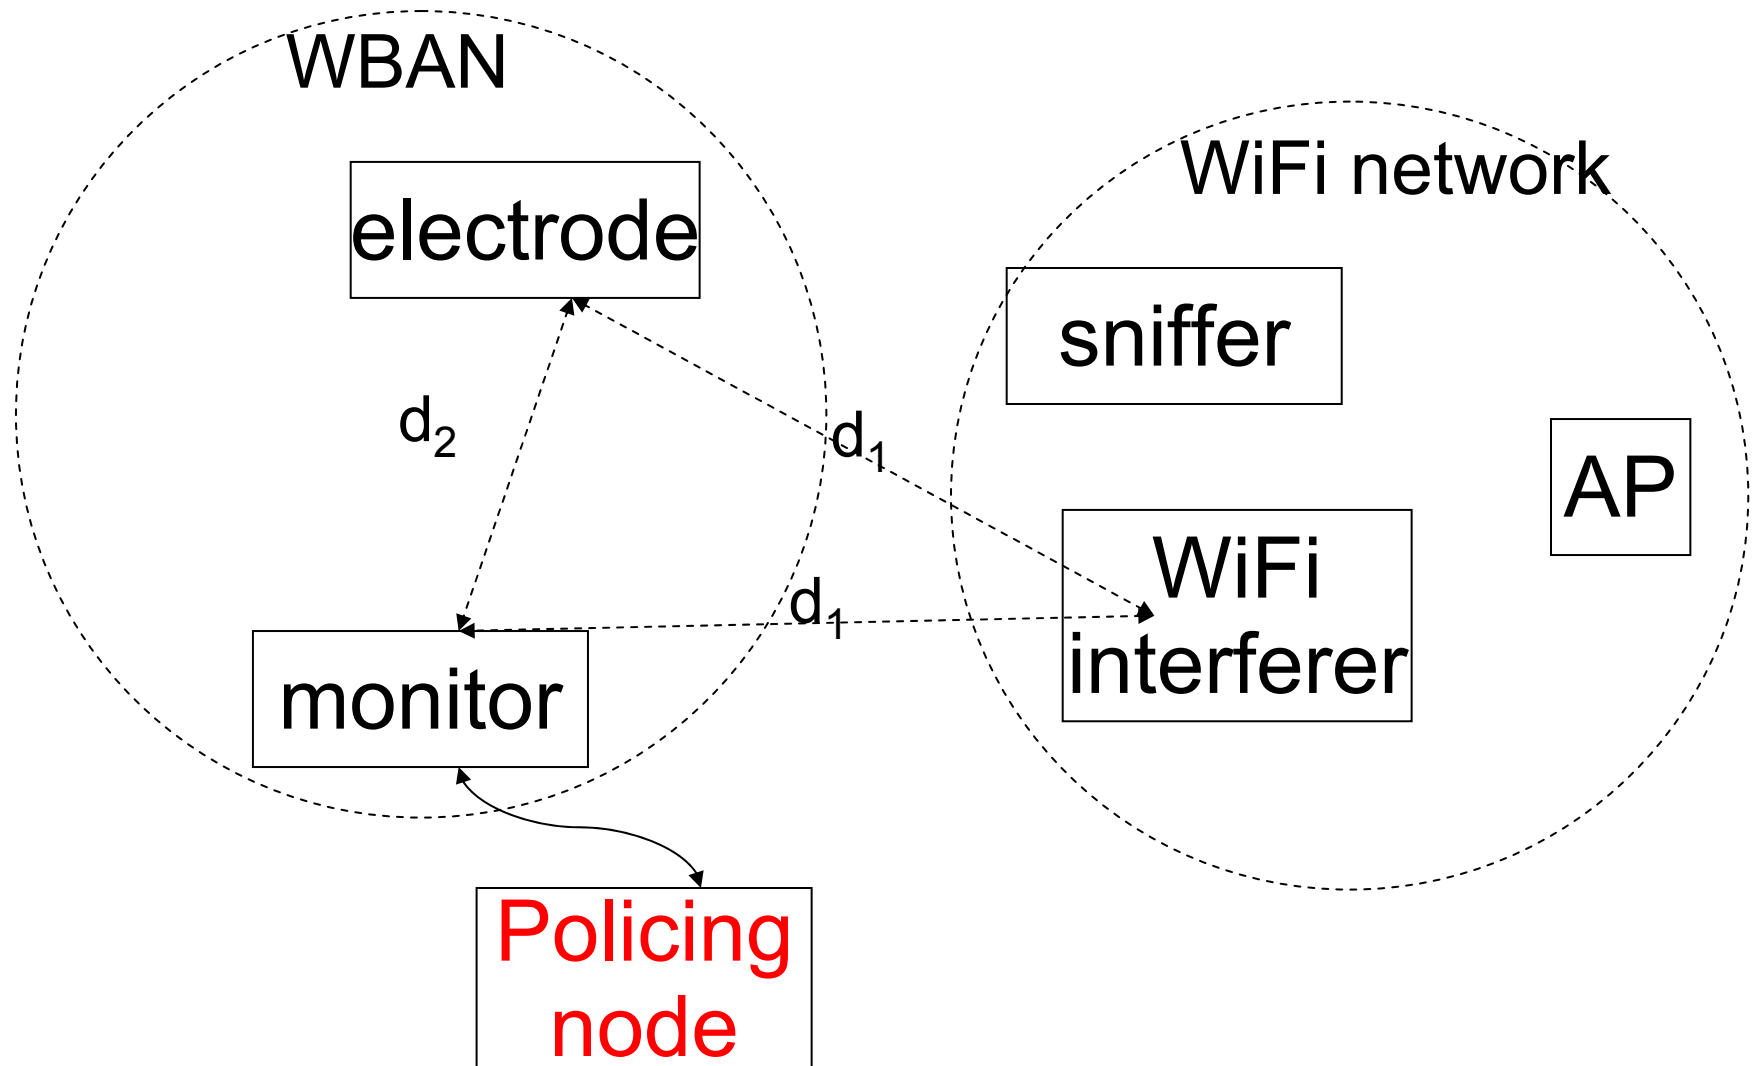 WBAN
WiFi network
electrode
sniffer
d₂
d₁
AP
WiFi
interferer
d₁
monitor
Policing
node